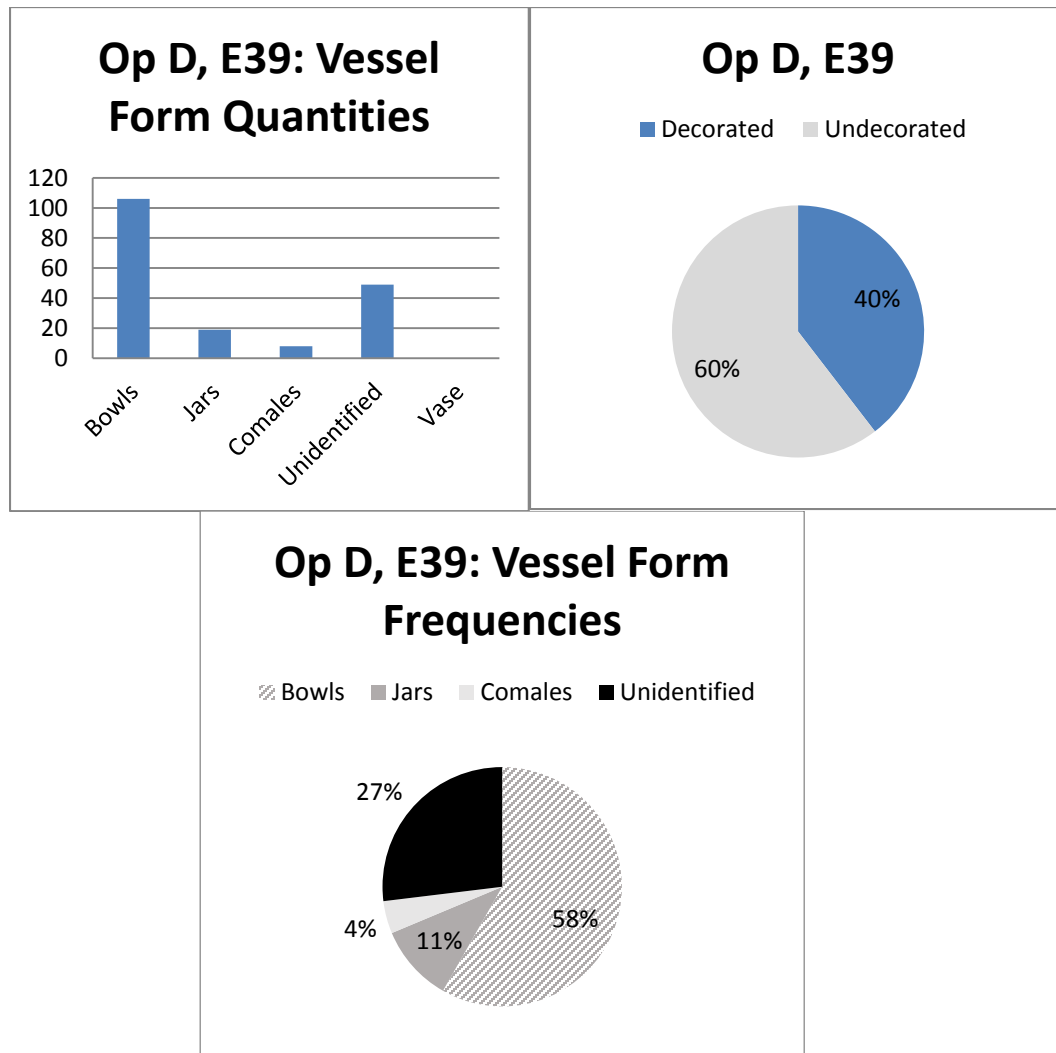 Op D, E39: Vessel
Form Quantities
120
100
80
60
40
20
0
Bowls
Jars
Comales
Unidentified
Vase
Op D, E39
Decorated Undecorated
40%
60%
Op D, E39: Vessel Form
Frequencies
Bowls Jars Comales Unidentified
27%
58%
4%
11%